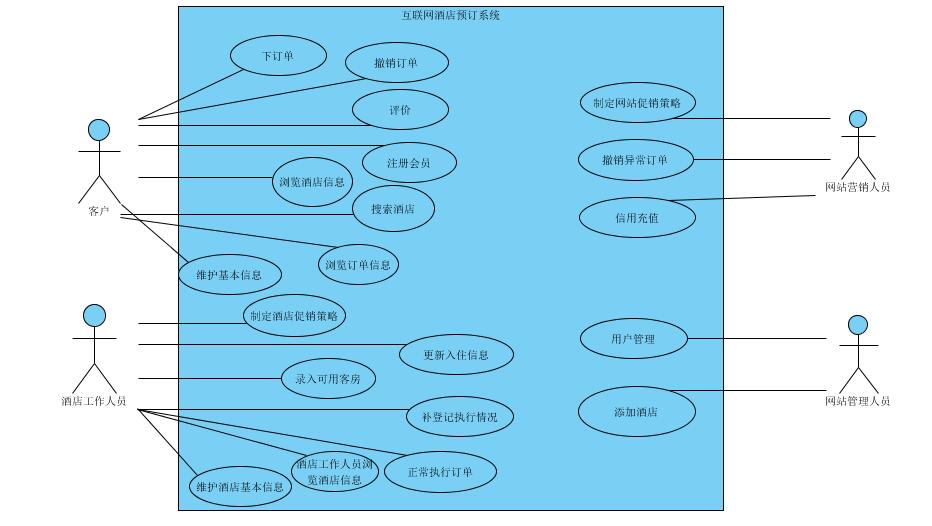 互联网酒店预订系统
下订单
撤销订单
评价
注册会员
浏览酒店信息
搜索酒店
浏览订单信息
维护基本信息
客户
制定网站促销策略
撤销异常订单
信用充值
网站营销人员
制定酒店促销策略
更新入住信息
录入可用客房
补登记执行情况
酒店工作人员浏
览酒店信息
正常执行订单
维护酒店基本信息
酒店工作人员
用户管理
添加酒店
网站管理人员